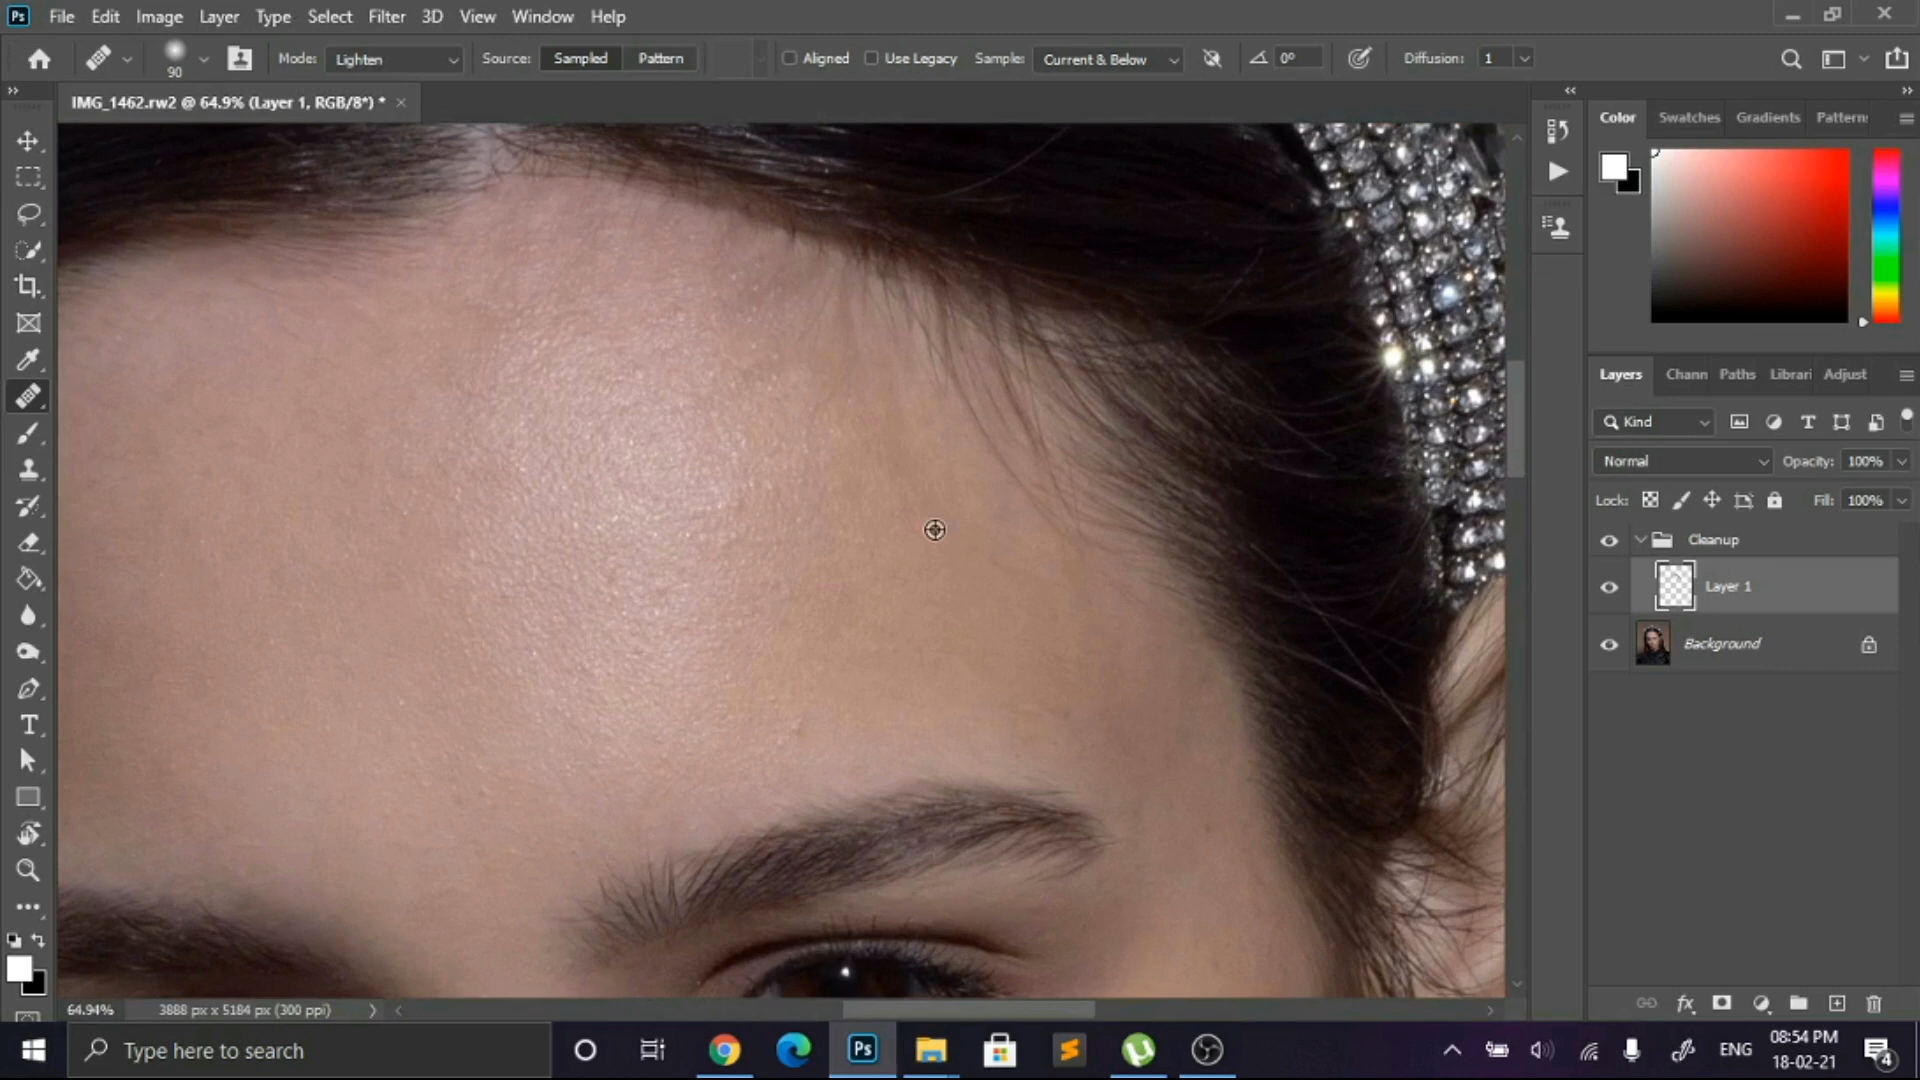 Ps File Edit Image Layer Type Select Filter 3D View Window Help
90 Mode: Lighten Source: Sampled Pattern Aligned Use Legacy Sample: Current & Below 0° Diffusion: 1
IMG_1462.rw2 @ 64.9% (Layer 1, RGB/8*) * ×
Color Swatches Gradients Pattern
Layers Chann Paths Librari Adjust
Kind
Normal Opacity: 100%
Lock: Fill: 100%
Cleanup
Layer 1
Background
64.94% 3888 px x 5184 px (300 ppi)
Type here to search
Ps
ENG
08:54 PM
18-02-21
4